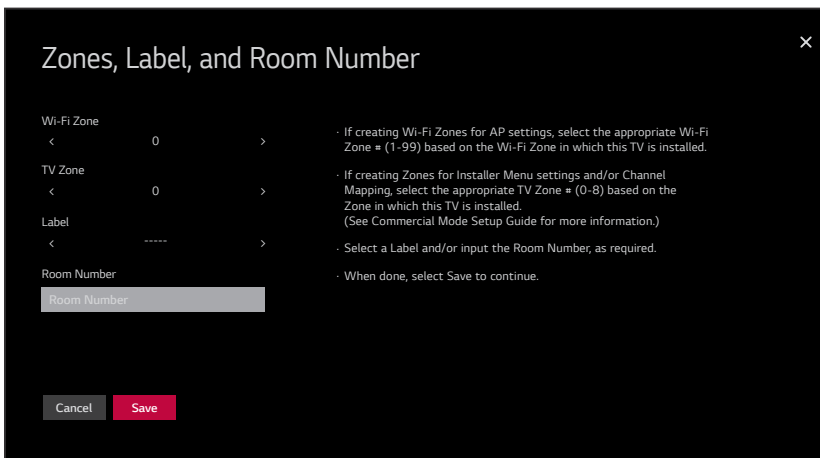 Zones, Label, and Room Number
×
Wi-Fi Zone
< 0 >
TV Zone
< 0 >
Label
< ----- >
Room Number
Room Number
· If creating Wi-Fi Zones for AP settings, select the appropriate Wi-Fi
Zone # (1-99) based on the Wi-Fi Zone in which this TV is installed.
· If creating Zones for Installer Menu settings and/or Channel
Mapping, select the appropriate TV Zone # (0-8) based on the
Zone in which this TV is installed.
(See Commercial Mode Setup Guide for more information.)
· Select a Label and/or input the Room Number, as required.
· When done, select Save to continue.
Cancel Save